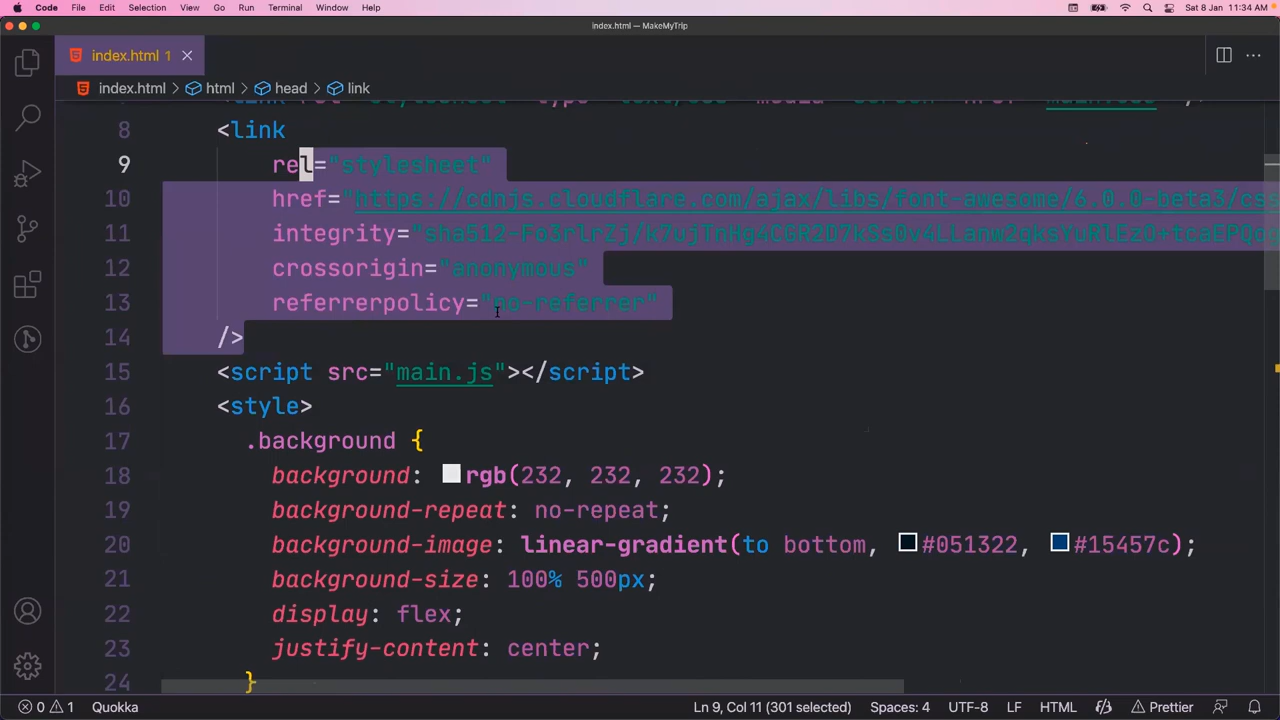 Code File Edit Selection View Go Run Terminal Window Help Sat 8 Jan 11:34 AM
index.html — MakeMyTrip
index.html 1
index.html > html > head > link
8 <link
9 rel="stylesheet"
10 href="https://cdnjs.cloudflare.com/ajax/libs/font-awesome/6.0.0-beta3/css
11 integrity="sha512-Fo3rlrZj/k7ujTnHg4CGR2D7kSs0v4LLanw2qksYuRlEzO+tcaEPQo
12 crossorigin="anonymous"
13 referrerpolicy="no-referrer"
14 />
15 <script src="main.js"></script>
16 <style>
17 .background {
18 background: rgb(232, 232, 232);
19 background-repeat: no-repeat;
20 background-image: linear-gradient(to bottom, #051322, #15457c);
21 background-size: 100% 500px;
22 display: flex;
23 justify-content: center;
24 }
0 1 Quokka Ln 9, Col 11 (301 selected) Spaces: 4 UTF-8 LF HTML Prettier